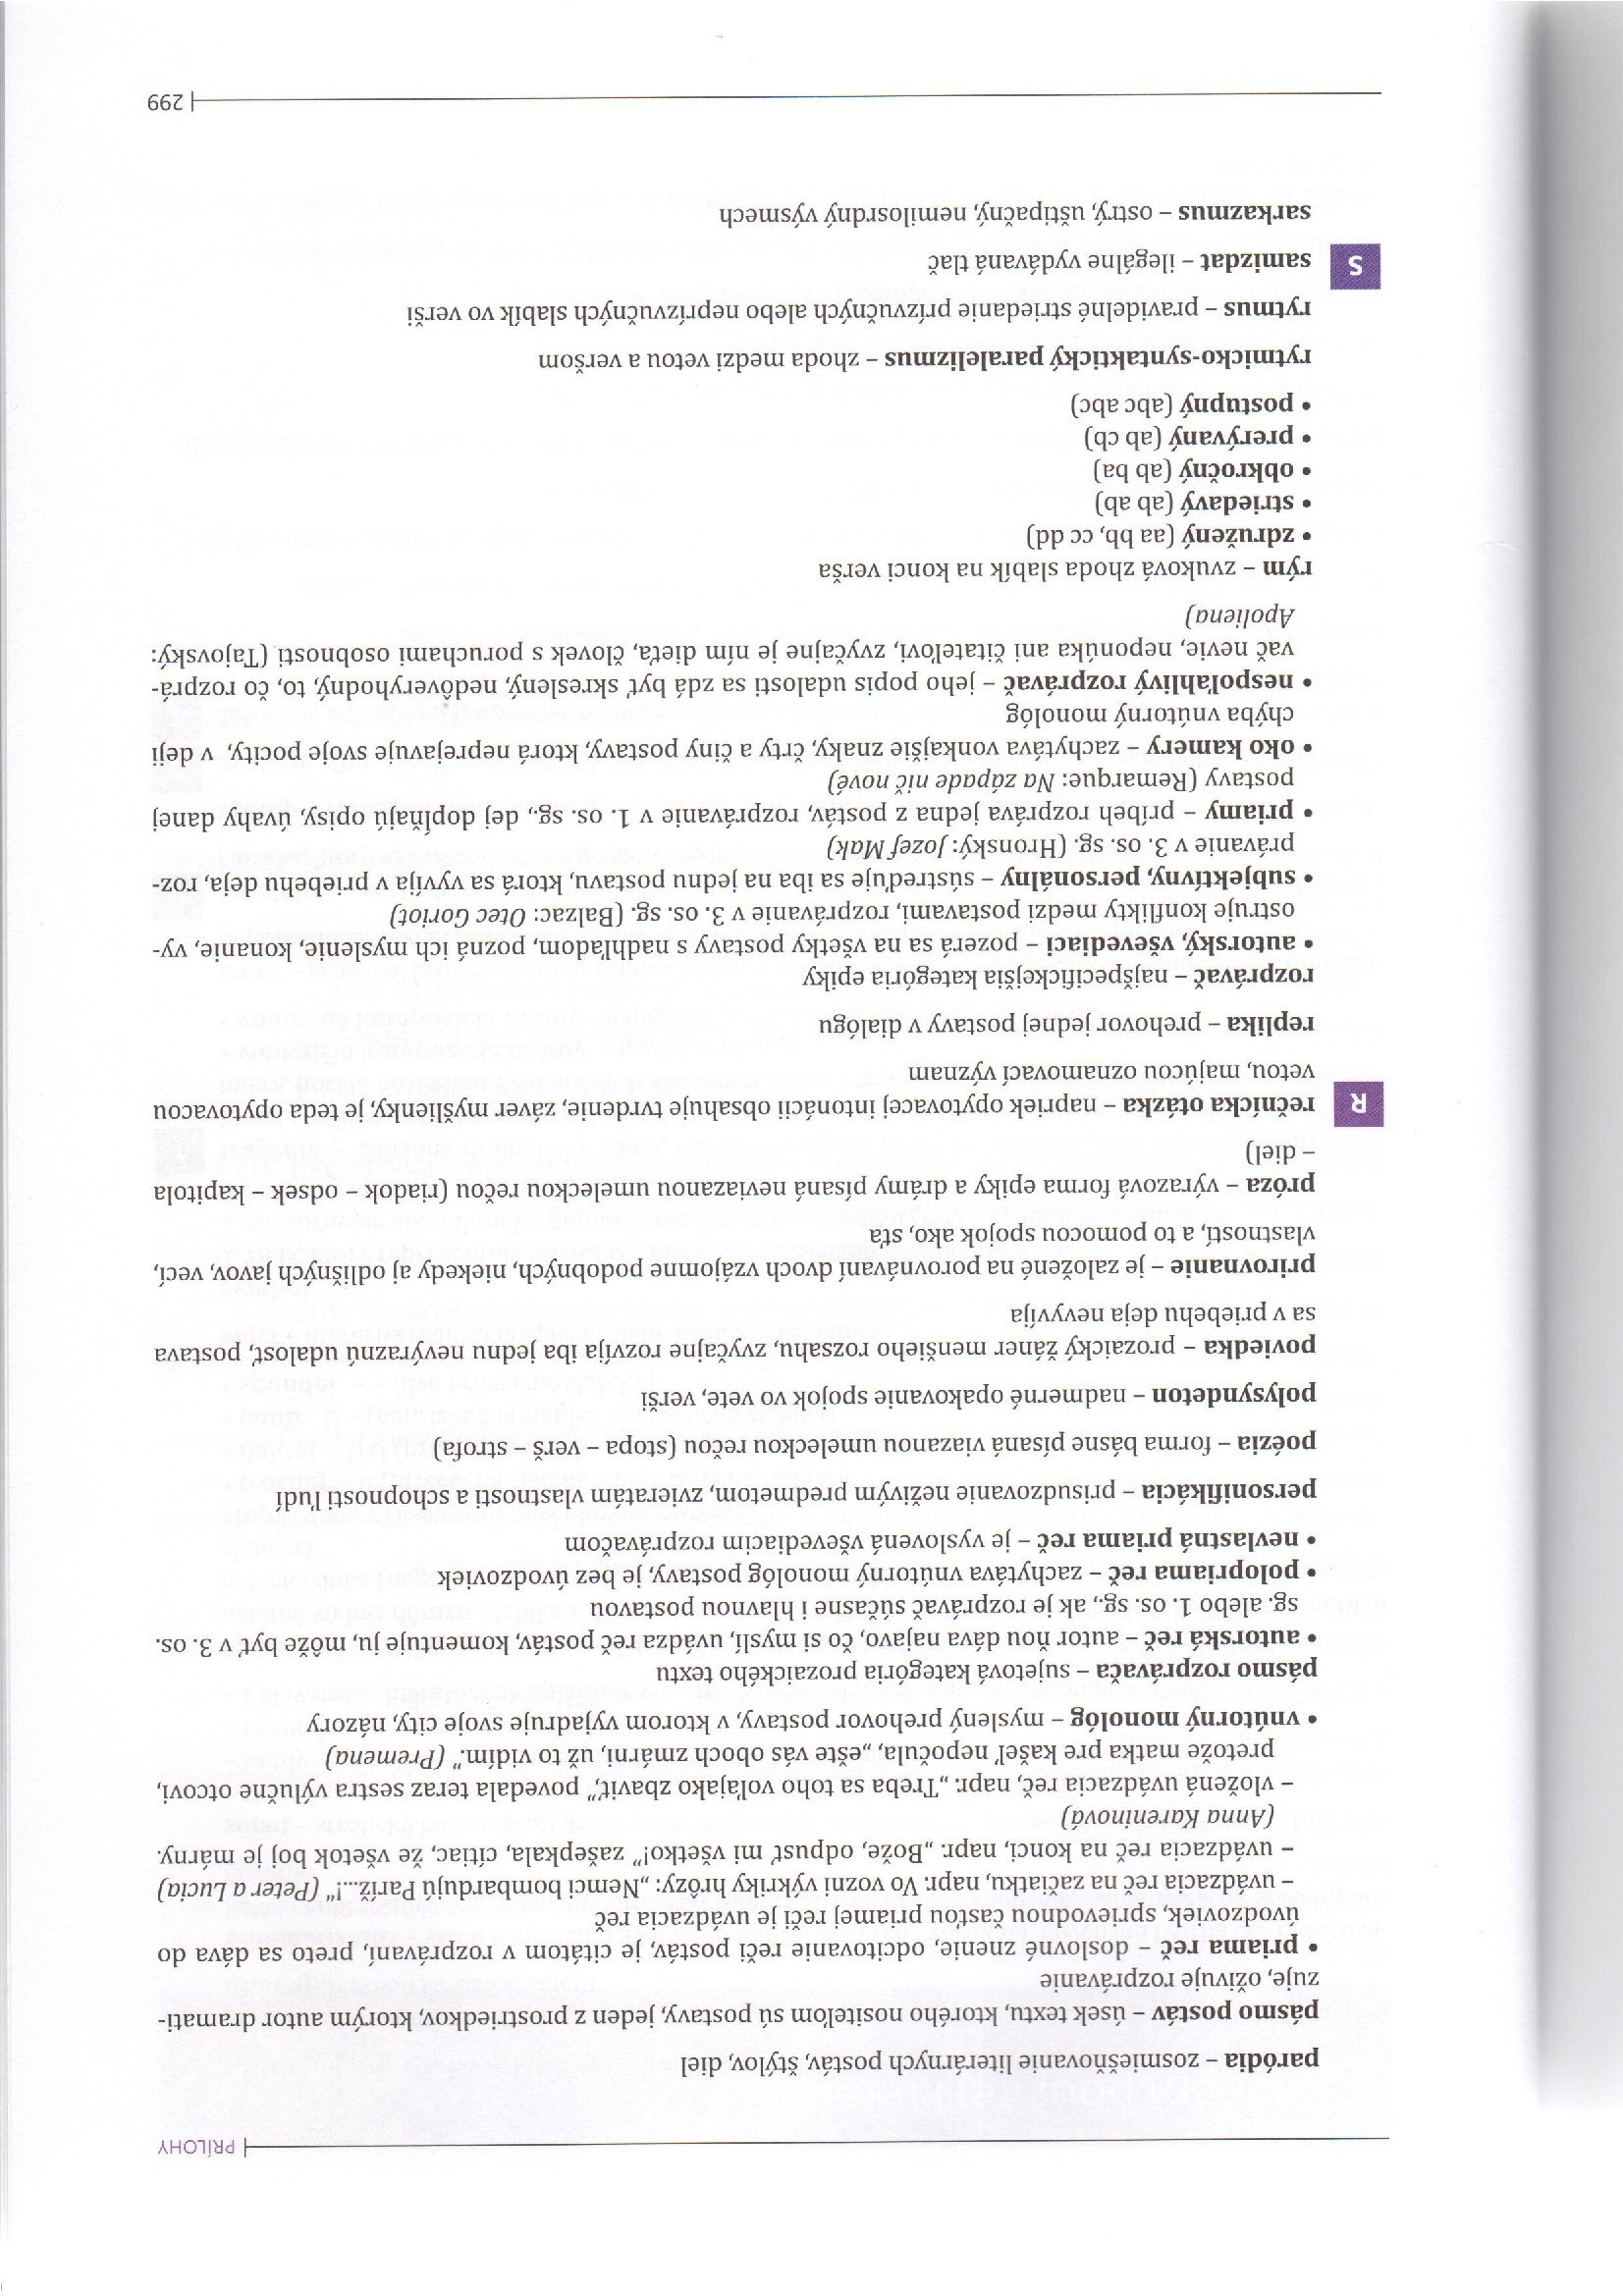 PRÍLOHY
paródia – zosmiešňovanie literárnych postáv, štýlov, diel
pásmo postáv – úsek textu, ktorého nositeľom sú postavy, jeden z prostriedkov, ktorým autor dramati-
zuje, oživuje rozprávanie
• priama reč – doslovné znenie, odcitovanie reči postáv, je citátom v rozprávaní, preto sa dáva do
úvodzoviek, sprievodnou časťou priamej reči je uvádzacia reč
– uvádzacia reč na začiatku, napr. Vo vozni výkriky hrôzy: „Nemci bombardujú Paríž...!“ (Peter a Lucia)
– uvádzacia reč na konci, napr. „Bože, odpusť mi všetko!” zašepkala, cítiac, že všetok boj je márny.
(Anna Kareninová)
– vložená uvádzacia reč, napr. „Treba sa toho voľajako zbaviť,” povedala teraz sestra výlučne otcovi,
pretože matka pre kašeľ nepočula, „ešte vás oboch zmárni, už to vidím.” (Premena)
• vnútorný monológ – myslený prehovor postavy, v ktorom vyjadruje svoje city, názory
pásmo rozprávača – sujetová kategória prozaického textu
• autorská reč – autor ňou dáva najavo, čo si myslí, uvádza reč postáv, komentuje ju, môže byť v 3. os.
sg. alebo 1. os. sg., ak je rozprávač súčasne i hlavnou postavou
• polopriama reč – zachytáva vnútorný monológ postavy, je bez úvodzoviek
• nevlastná priama reč – je vyslovená vševediacim rozprávačom
personifikácia – prisudzovanie neživým predmetom, zvieratám vlastnosti a schopnosti ľudí
poézia – forma básne písaná viazanou umeleckou rečou (stopa – verš – strofa)
polysyndeton – nadmerné opakovanie spojok vo vete, verši
poviedka – prozaický žáner menšieho rozsahu, zvyčajne rozvíja iba jednu nevýraznú udalosť, postava
sa v priebehu deja nevyvíja
prirovnanie – je založené na porovnávaní dvoch vzájomne podobných, niekedy aj odlišných javov, vecí,
vlastností, a to pomocou spojok ako, sťa
próza – výrazová forma epiky a drámy písaná neviazanou umeleckou rečou (riadok – odsek – kapitola
– diel)
R rečnícka otázka – napriek opytovacej intonácii obsahuje tvrdenie, záver myšlienky, je teda opytovacou
vetou, majúcou oznamovací význam
replika – prehovor jednej postavy v dialógu
rozprávač – najšpecifickejšia kategória epiky
• autorský, vševediaci – pozerá sa na všetky postavy s nadhľadom, pozná ich myslenie, konanie, vy-
ostruje konflikty medzi postavami, rozprávanie v 3. os. sg. (Balzac: Otec Goriot)
• subjektívny, personálny – sústreďuje sa iba na jednu postavu, ktorá sa vyvíja v priebehu deja, roz-
právanie v 3. os. sg. (Hronský: Jozef Mak)
• priamy – príbeh rozpráva jedna z postáv, rozprávanie v 1. os. sg., dej dopĺňajú opisy, úvahy danej
postavy (Remarque: Na západe nič nové)
• oko kamery – zachytáva vonkajšie znaky, črty a činy postavy, ktorá neprejavuje svoje pocity, v deji
chýba vnútorný monológ
• nespoľahlivý rozprávač – jeho popis udalosti sa zdá byť skreslený, nedôveryhodný, to, čo rozprá-
vač nevie, neponúka ani čitateľovi, zvyčajne je ním dieťa, človek s poruchami osobnosti (Tajovský:
Apoliena)
rým – zvuková zhoda slabík na konci verša
• združený (aa bb, cc dd)
• striedavý (ab ab)
• obkročný (ab ba)
• prerývaný (ab cb)
• postupný (abc abc)
rytmicko-syntaktický paralelizmus – zhoda medzi vetou a veršom
rytmus – pravidelné striedanie prízvučných alebo neprízvučných slabík vo verši
S samizdat – ilegálne vydávaná tlač
sarkazmus – ostrý, uštipačný, nemilosrdný výsmech
299